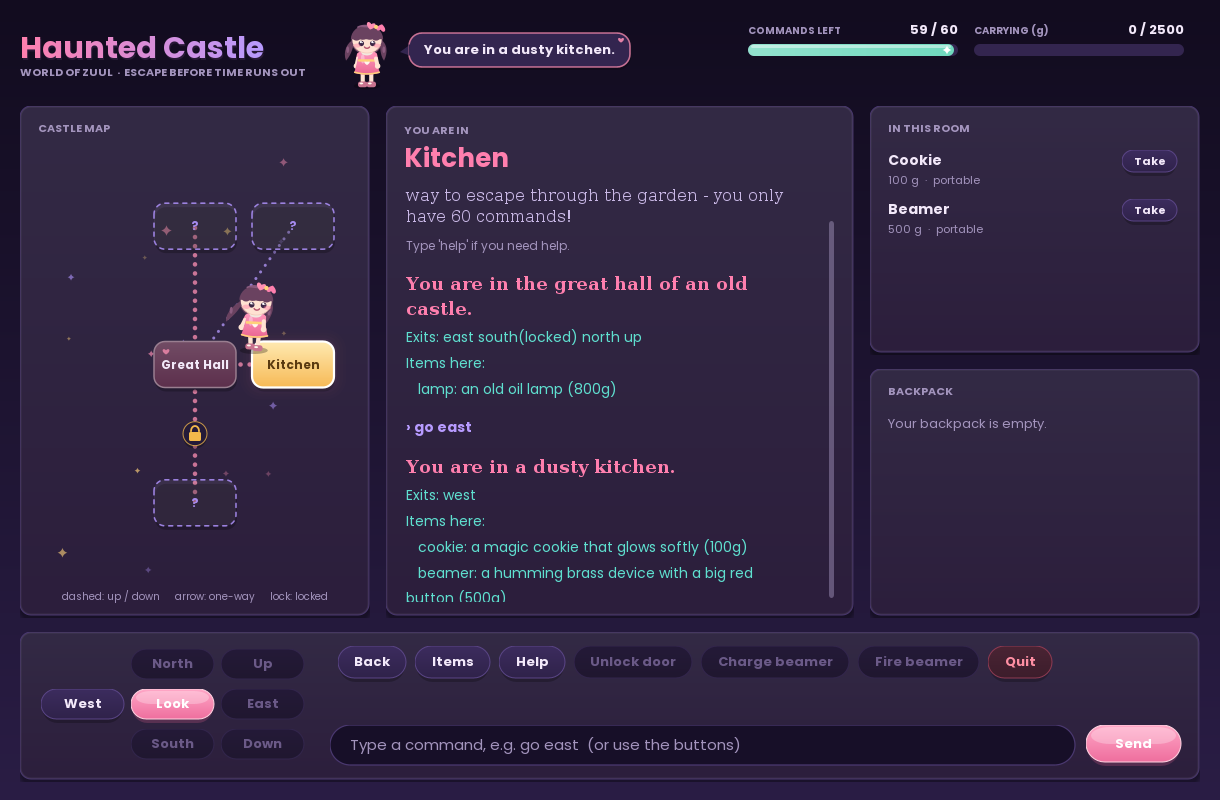 Haunted Castle
WORLD OF ZUUL · ESCAPE BEFORE TIME RUNS OUT
You are in a dusty kitchen.
COMMANDS LEFT 59 / 60
CARRYING (g) 0 / 2500
CASTLE MAP
?
?
Great Hall
Kitchen
?
dashed: up / down arrow: one-way lock: locked
YOU ARE IN
Kitchen
way to escape through the garden - you only
have 60 commands!
Type 'help' if you need help.
You are in the great hall of an old
castle.
Exits: east south(locked) north up
Items here:
lamp: an old oil lamp (800g)
› go east
You are in a dusty kitchen.
Exits: west
Items here:
cookie: a magic cookie that glows softly (100g)
beamer: a humming brass device with a big red
button (500g)
IN THIS ROOM
Cookie
100 g · portable
Take
Beamer
500 g · portable
Take
BACKPACK
Your backpack is empty.
North Up
West Look East
South Down
Back Items Help Unlock door Charge beamer Fire beamer Quit
Type a command, e.g. go east (or use the buttons)
Send